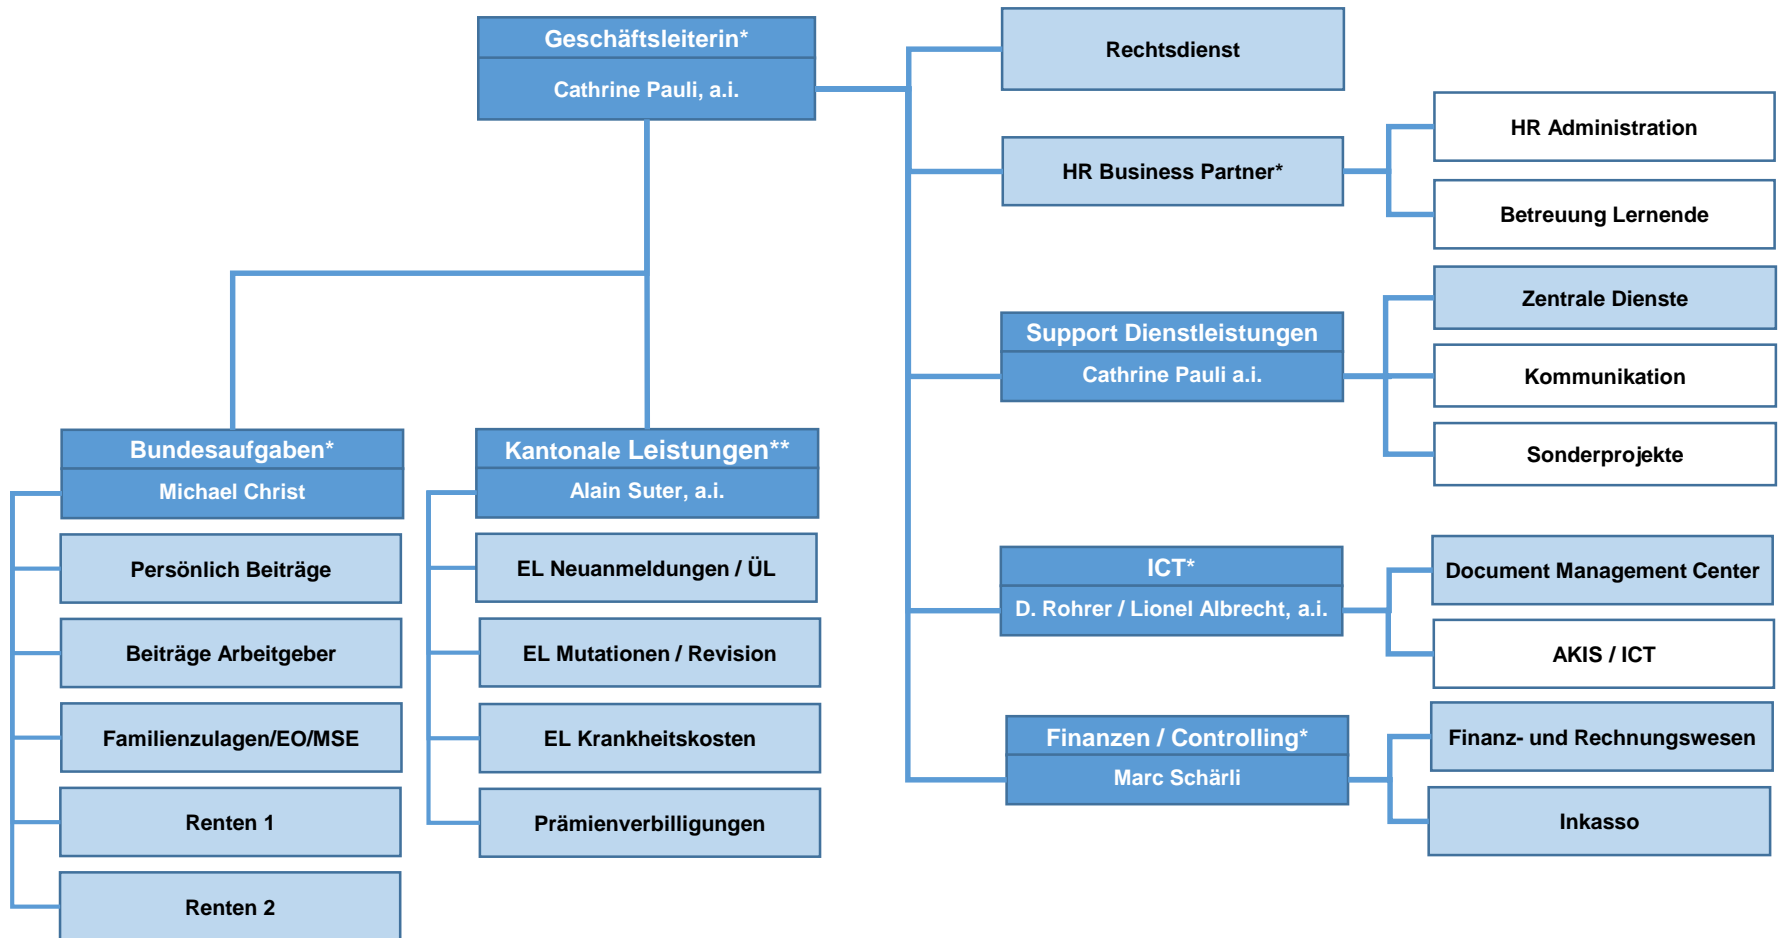 Geschäftsleiterin*
Cathrine Pauli, a.i.
Rechtsdienst
HR Business Partner*
HR Administration
Betreuung Lernende
Support Dienstleistungen
Cathrine Pauli a.i.
Zentrale Dienste
Kommunikation
Sonderprojekte
Bundesaufgaben*
Michael Christ
Persönlich Beiträge
Beiträge Arbeitgeber
Familienzulagen/EO/MSE
Renten 1
Renten 2
Kantonale Leistungen**
Alain Suter, a.i.
EL Neuanmeldungen / ÜL
EL Mutationen / Revision
EL Krankheitskosten
Prämienverbilligungen
ICT*
D. Rohrer / Lionel Albrecht, a.i.
Document Management Center
AKIS / ICT
Finanzen / Controlling*
Marc Schärli
Finanz- und Rechnungswesen
Inkasso